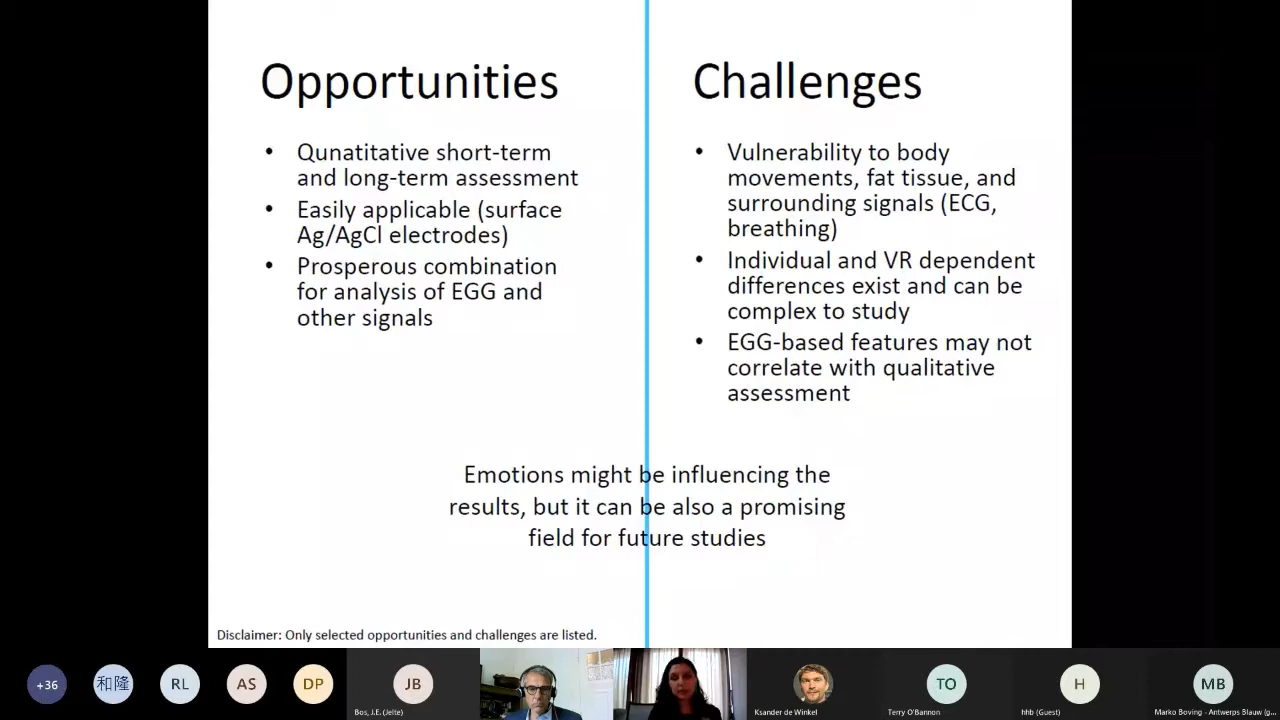 Opportunities
Challenges
• Qunatitative short-term
and long-term assessment
• Easily applicable (surface
Ag/AgCl electrodes)
• Prosperous combination
for analysis of EGG and
other signals
• Vulnerability to body
movements, fat tissue, and
surrounding signals (ECG,
breathing)
• Individual and VR dependent
differences exist and can be
complex to study
• EGG-based features may not
correlate with qualitative
assessment
Emotions might be influencing the
results, but it can be also a promising
field for future studies
Disclaimer: Only selected opportunities and challenges are listed.
+36
和隆
RL
AS
DP
JB
Bos, J.E. (Jelte)
Ksander de Winkel
TO
Terry O'Bannon
H
hhb (Guest)
MB
Marko Boving - Antwerps Blauw (g...